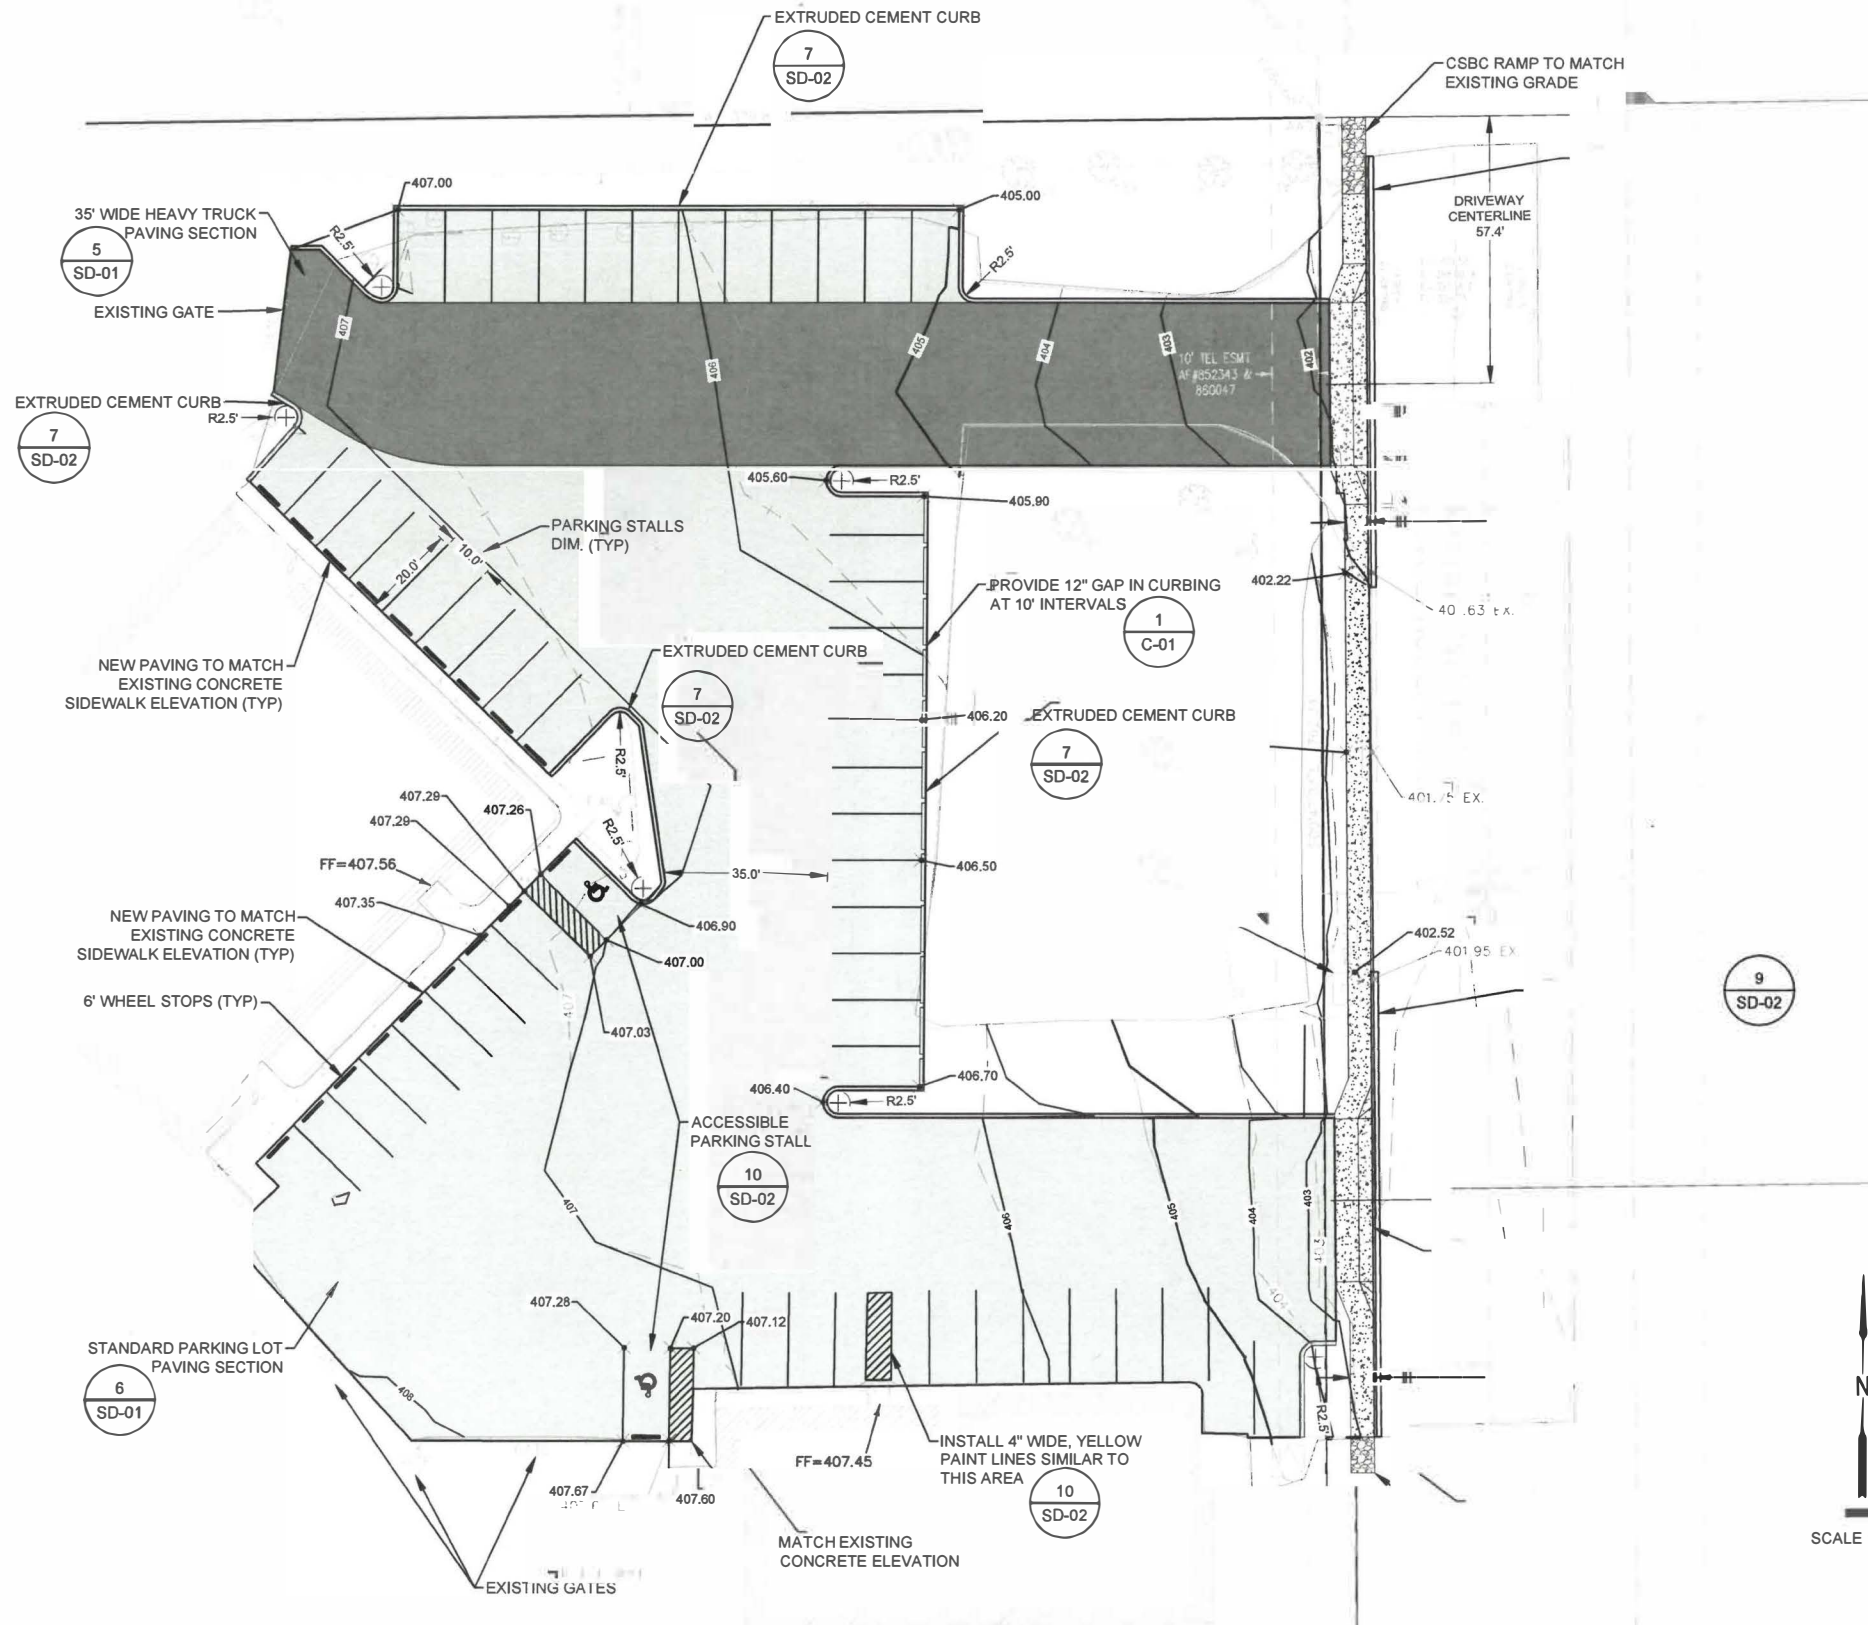 EXTRUDED CEMENT CURB
7
SD-02
CSBC RAMP TO MATCH
EXISTING GRADE
407.00
405.00
35' WIDE HEAVY TRUCK
PAVING SECTION
5
SD-01
R2.5'
R2.5'
DRIVEWAY
CENTERLINE
57.4'
EXISTING GATE
407
406
405
404
403
402
10' TEL ESMT
AF#852343 &
860047
EXTRUDED CEMENT CURB
R2.5'
7
SD-02
405.60
R2.5'
405.90
PARKING STALLS
DIM. (TYP)
10.0'
20.0'
PROVIDE 12" GAP IN CURBING
AT 10' INTERVALS
1
C-01
402.22
NEW PAVING TO MATCH
EXISTING CONCRETE
SIDEWALK ELEVATION (TYP)
EXTRUDED CEMENT CURB
7
SD-02
406.20
EXTRUDED CEMENT CURB
7
SD-02
R2.5'
407.29
407.26
407.29
R2.5'
FF=407.56
407.35
35.0'
406.50
NEW PAVING TO MATCH
EXISTING CONCRETE
SIDEWALK ELEVATION (TYP)
406.90
407.00
402.52
401.95 EX
6' WHEEL STOPS (TYP)
407
407.03
9
SD-02
406.40
R2.5'
406.70
ACCESSIBLE
PARKING STALL
10
SD-02
407
406
405
404
403
403
404
407.28
407.20
407.12
STANDARD PARKING LOT
PAVING SECTION
6
SD-01
408
R2.5'
N
FF=407.45
INSTALL 4" WIDE, YELLOW
PAINT LINES SIMILAR TO
THIS AREA
10
SD-02
407.67
407.60
MATCH EXISTING
CONCRETE ELEVATION
EXISTING GATES
SCALE